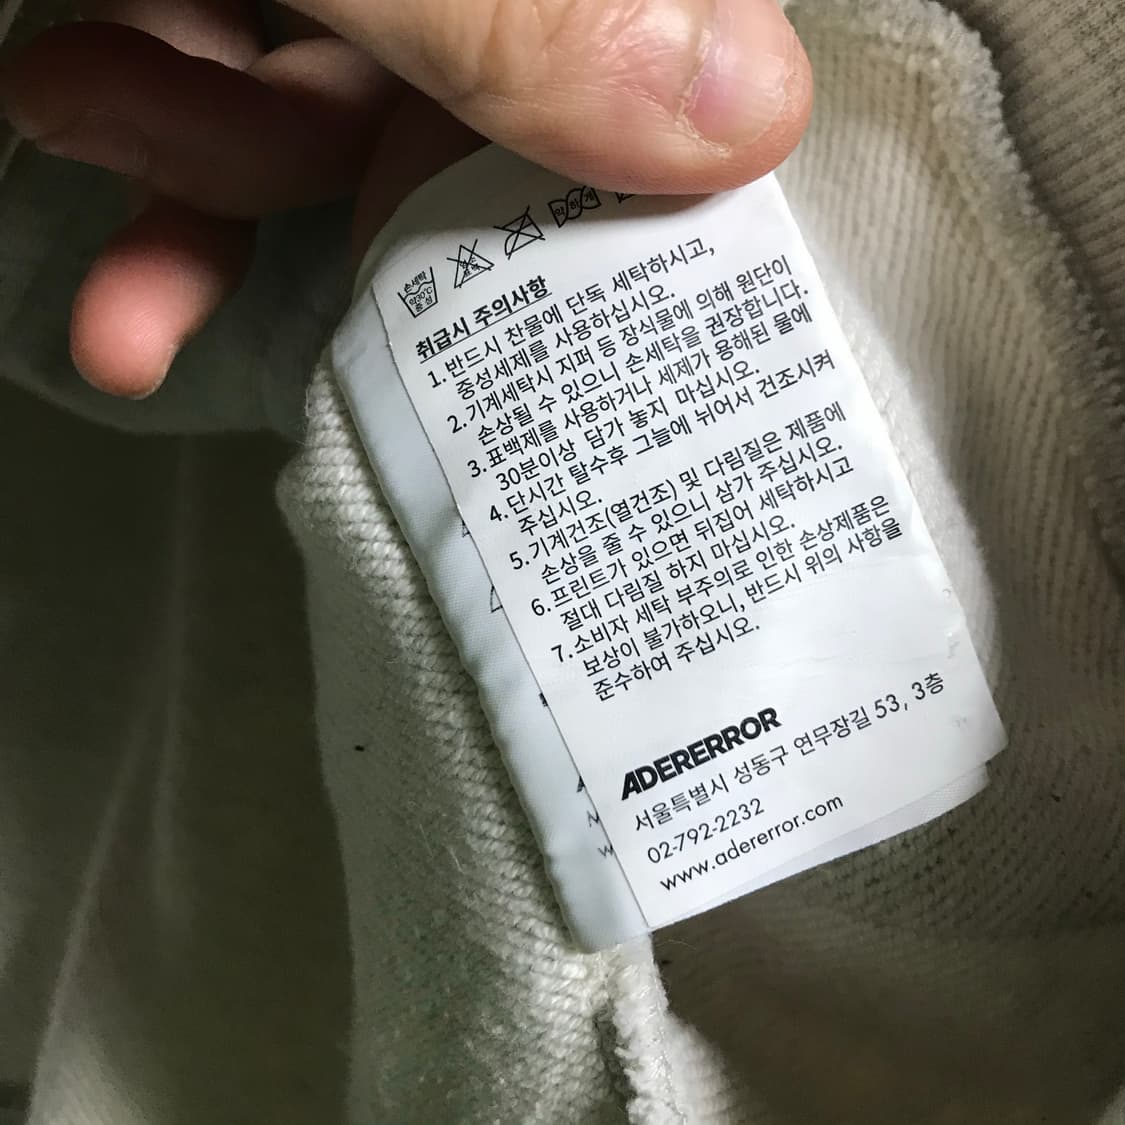 손세탁
약30℃
중성
약하게
취급시 주의사항
1. 반드시 찬물에 단독 세탁하시고,
중성세제를 사용하십시오.
2. 기계세탁시 지퍼 등 장식물에 의해 원단이
손상될 수 있으니 손세탁을 권장합니다.
3. 표백제를 사용하거나 세제가 용해된 물에
30분이상 담가 놓지 마십시오.
4. 단시간 탈수후 그늘에 뉘어서 건조시켜
주십시오.
5. 기계건조(열건조) 및 다림질은 제품에
손상을 줄 수 있으니 삼가 주십시오.
6. 프린트가 있으면 뒤집어 세탁하시고
절대 다림질 하지 마십시오.
7. 소비자 세탁 부주의로 인한 손상제품은
보상이 불가하오니, 반드시 위의 사항을
준수하여 주십시오.
ADERERROR
서울특별시 성동구 연무장길 53, 3층
02-792-2232
www.adererror.com